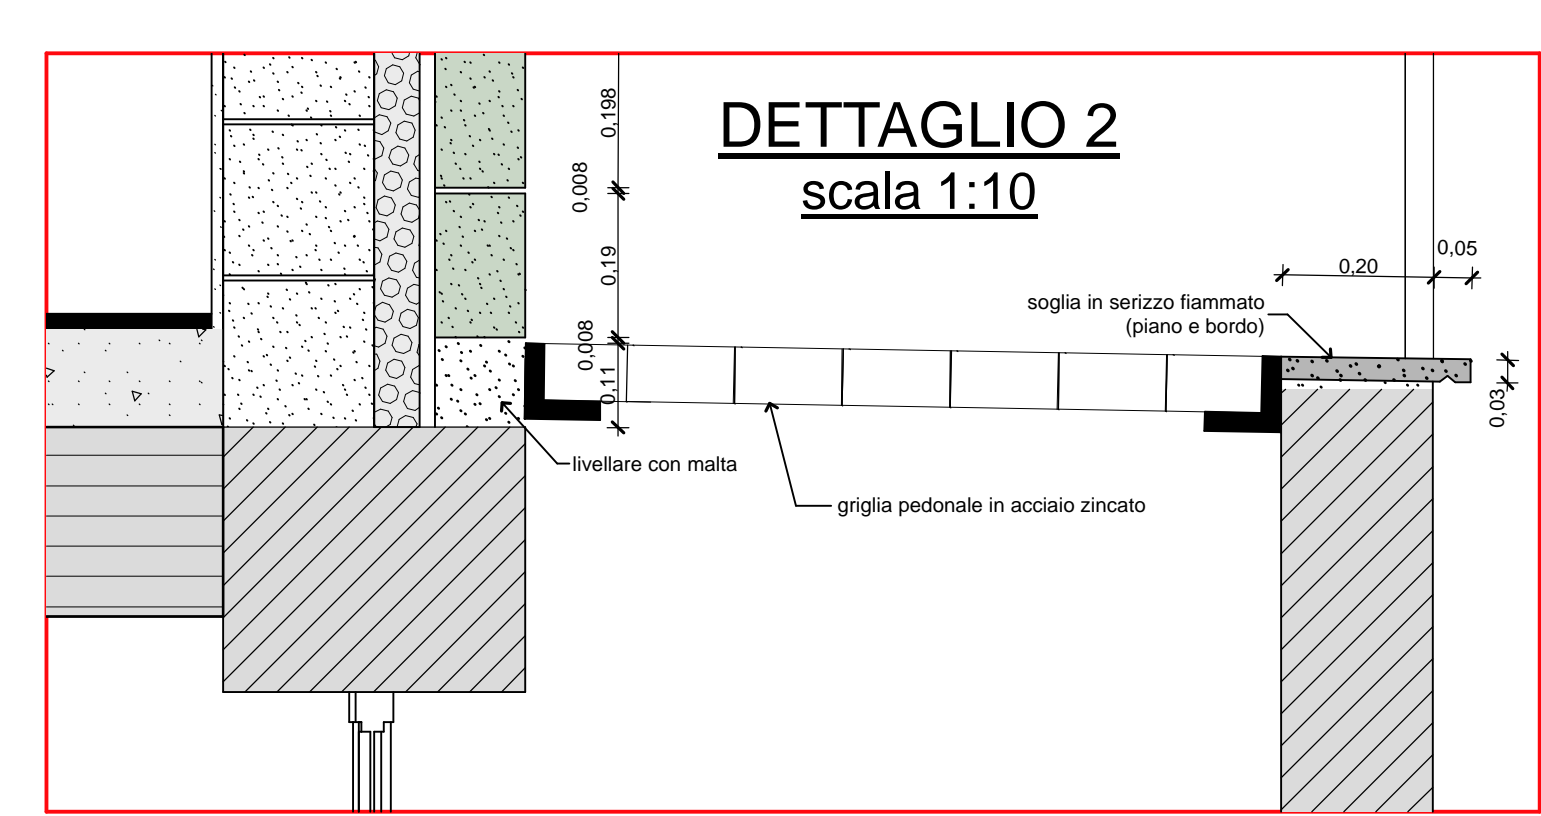 DETTAGLIO 2
scala 1:10
0,198
0,008
0,19
0,008
0,11
0,20
0,05
soglia in serizzo fiammato
(piano e bordo)
0,03
livellare con malta
griglia pedonale in acciaio zincato